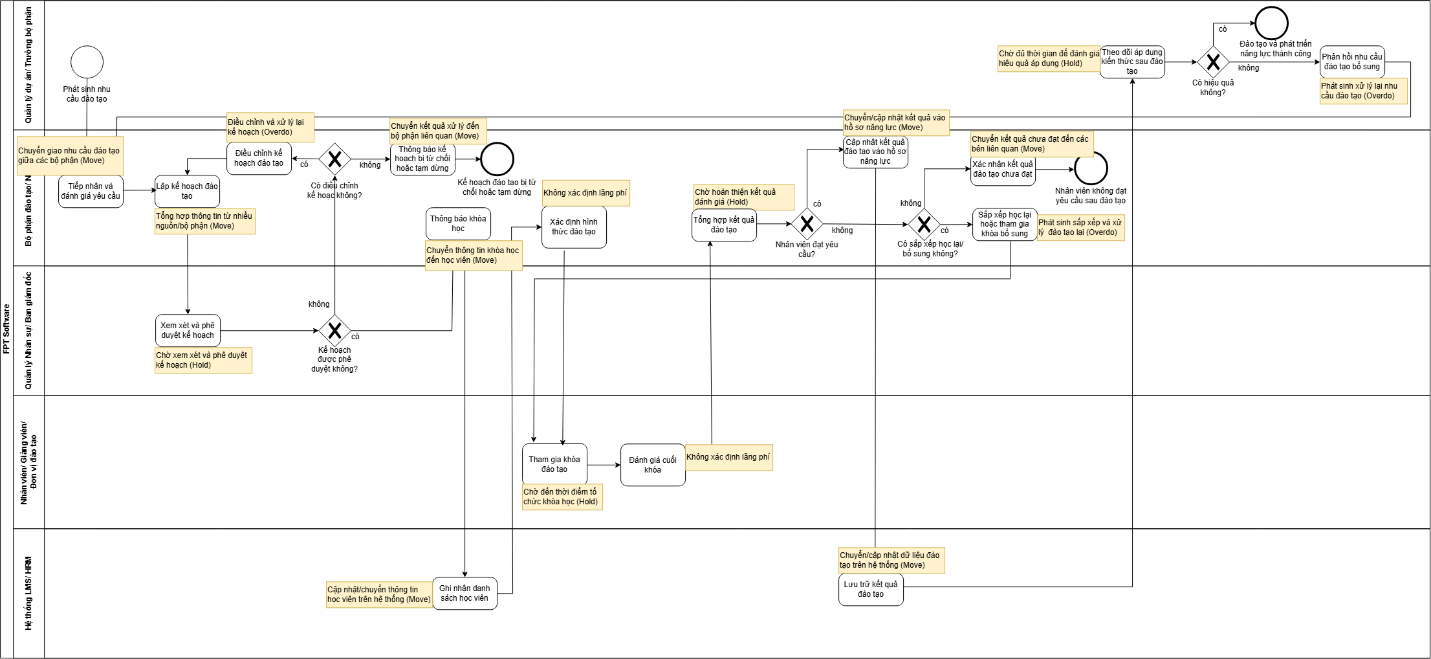 FPT Software
Quản lý dự án/ Trưởng bộ phận
Phát sinh nhu
cầu đào tạo
Chờ đủ thời gian để đánh giá
hiệu quả áp dụng (Hold)
Theo dõi áp dụng
kiến thức sau đào
tạo
có
Có hiệu quả
không?
không
Đào tạo và phát triển
năng lực thành công
Phản hồi nhu cầu
đào tạo bổ sung
Phát sinh xử lý lại nhu
cầu đào tạo (Overdo)
Bộ phận đào tạo/ N
Chuyển giao nhu cầu đào tạo
giữa các bộ phận (Move)
Tiếp nhận và
đánh giá yêu cầu
Lập kế hoạch đào
tạo
Tổng hợp thông tin từ nhiều
nguồn/bộ phận (Move)
Điều chỉnh và xử lý lại
kế hoạch (Overdo)
Điều chỉnh kế
hoạch đào tạo
có
Có điều chỉnh
kế hoạc không?
không
Chuyển kết quả xử lý đến
bộ phận liên quan (Move)
Thông báo kế
hoạch bị từ chối
hoặc tạm dừng
Kế hoạch đào tạo bị từ
chối hoặc tạm dừng
Thông báo khóa
học
Chuyển thông tin khóa học
đến học viên (Move)
Không xác định lãng phí
Xác định hình
thức đào tạo
Chờ hoàn thiện kết quả
đánh giá (Hold)
Tổng hợp kết quả
đào tạo
có
không
Nhân viên đạt yêu
cầu?
Chuyển/cập nhật kết quả vào
hồ sơ năng lực (Move)
Cập nhật kết quả
đào tạo vào hồ sơ
năng lực
không
có
Có sắp xếp học lại/
bổ sung không?
Chuyển kết quả chưa đạt đến các
bên liên quan (Move)
Xác nhận kết quả
đào tạo chưa đạt
Nhân viên không đạt
yêu cầu sau đào tạo
Sắp xếp học lại
hoặc tham gia
khóa bổ sung
Phát sinh sắp xếp và xử
lý đào tạo lại (Overdo)
Quản lý Nhân sự/ Ban giám đốc
Xem xét và phê
duyệt kế hoạch
Chờ xem xét và phê duyệt
kế hoạch (Hold)
không
có
Kế hoạch
được phê
duyệt không?
Nhân viên/ Giảng viên/
Đơn vị đào tạo
Tham gia khóa
đào tạo
Chờ đến thời điểm tổ
chức khóa học (Hold)
Đánh giá cuối
khóa
Không xác định lãng phí
Hệ thống LMS/ HRM
Cập nhật/chuyển thông tin
học viên trên hệ thống (Move)
Ghi nhận danh
sách học viên
Chuyển/cập nhật dữ liệu đào
tạo trên hệ thống (Move)
Lưu trữ kết quả
đào tạo